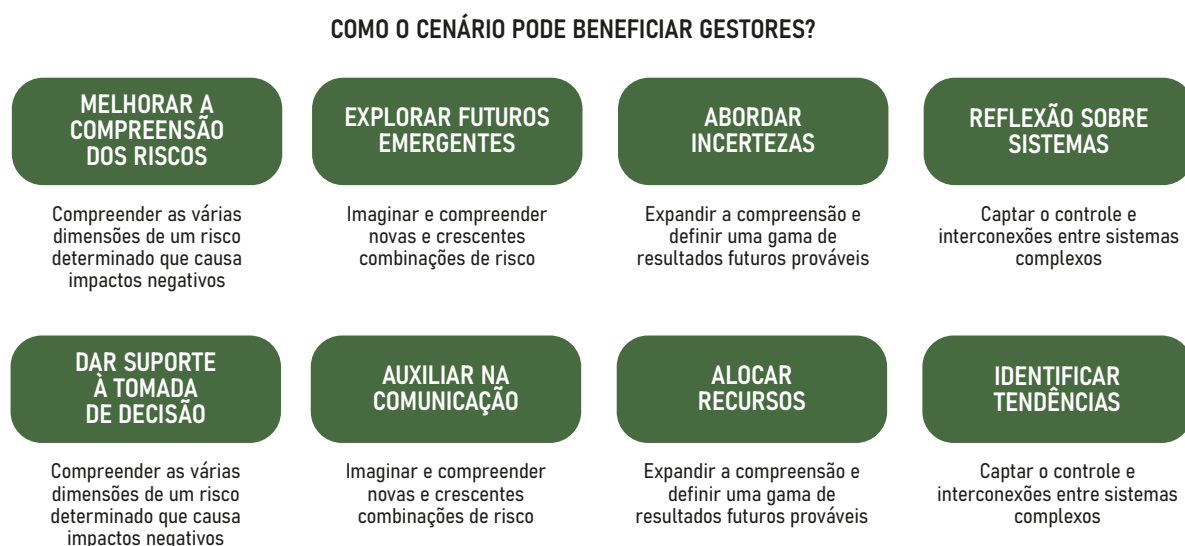 COMO O CENÁRIO PODE BENEFICIAR GESTORES?
MELHORAR A
COMPREENSÃO
DOS RISCOS
Compreender as várias
dimensões de um risco
determinado que causa
impactos negativos
EXPLORAR FUTUROS
EMERGENTES
Imaginar e compreender
novas e crescentes
combinações de risco
ABORDAR
INCERTEZAS
Expandir a compreensão e
definir uma gama de
resultados futuros prováveis
REFLEXÃO SOBRE
SISTEMAS
Captar o controle e
interconexões entre sistemas
complexos
DAR SUPORTE
À TOMADA
DE DECISÃO
Compreender as várias
dimensões de um risco
determinado que causa
impactos negativos
AUXILIAR NA
COMUNICAÇÃO
Imaginar e compreender
novas e crescentes
combinações de risco
ALOCAR
RECURSOS
Expandir a compreensão e
definir uma gama de
resultados futuros prováveis
IDENTIFICAR
TENDÊNCIAS
Captar o controle e
interconexões entre sistemas
complexos